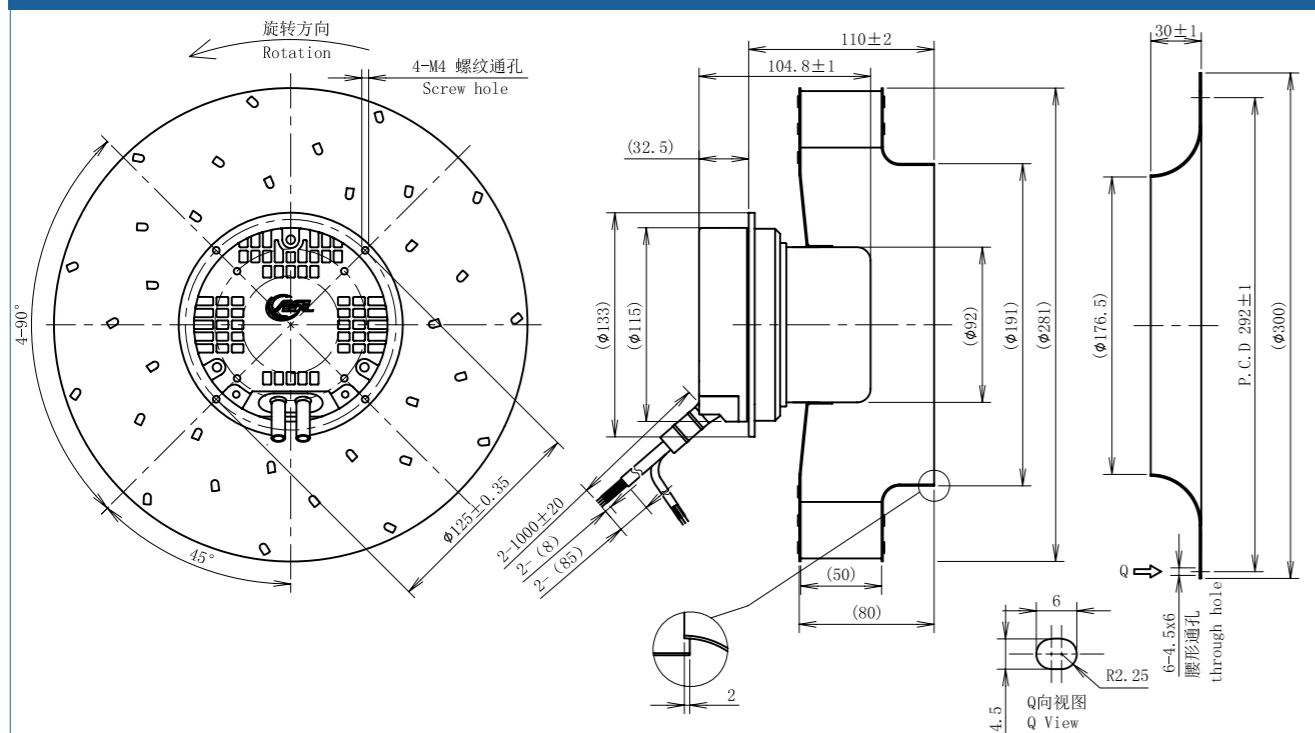 旋转方向
Rotation
4-M4 螺纹通孔
Screw hole
4-90°
45°
ϕ125±0.35
110±2
104.8±1
(32.5)
(ϕ133)
(ϕ115)
(ϕ92)
(ϕ191)
(ϕ281)
2-1000±20
2- (8)
2- (85)
(50)
(80)
2
30±1
(ϕ176.5)
P.C.D 292±1
(ϕ300)
Q
6-4.5x6
腰形通孔
through hole
6
4.5
R2.25
Q向视图
Q View